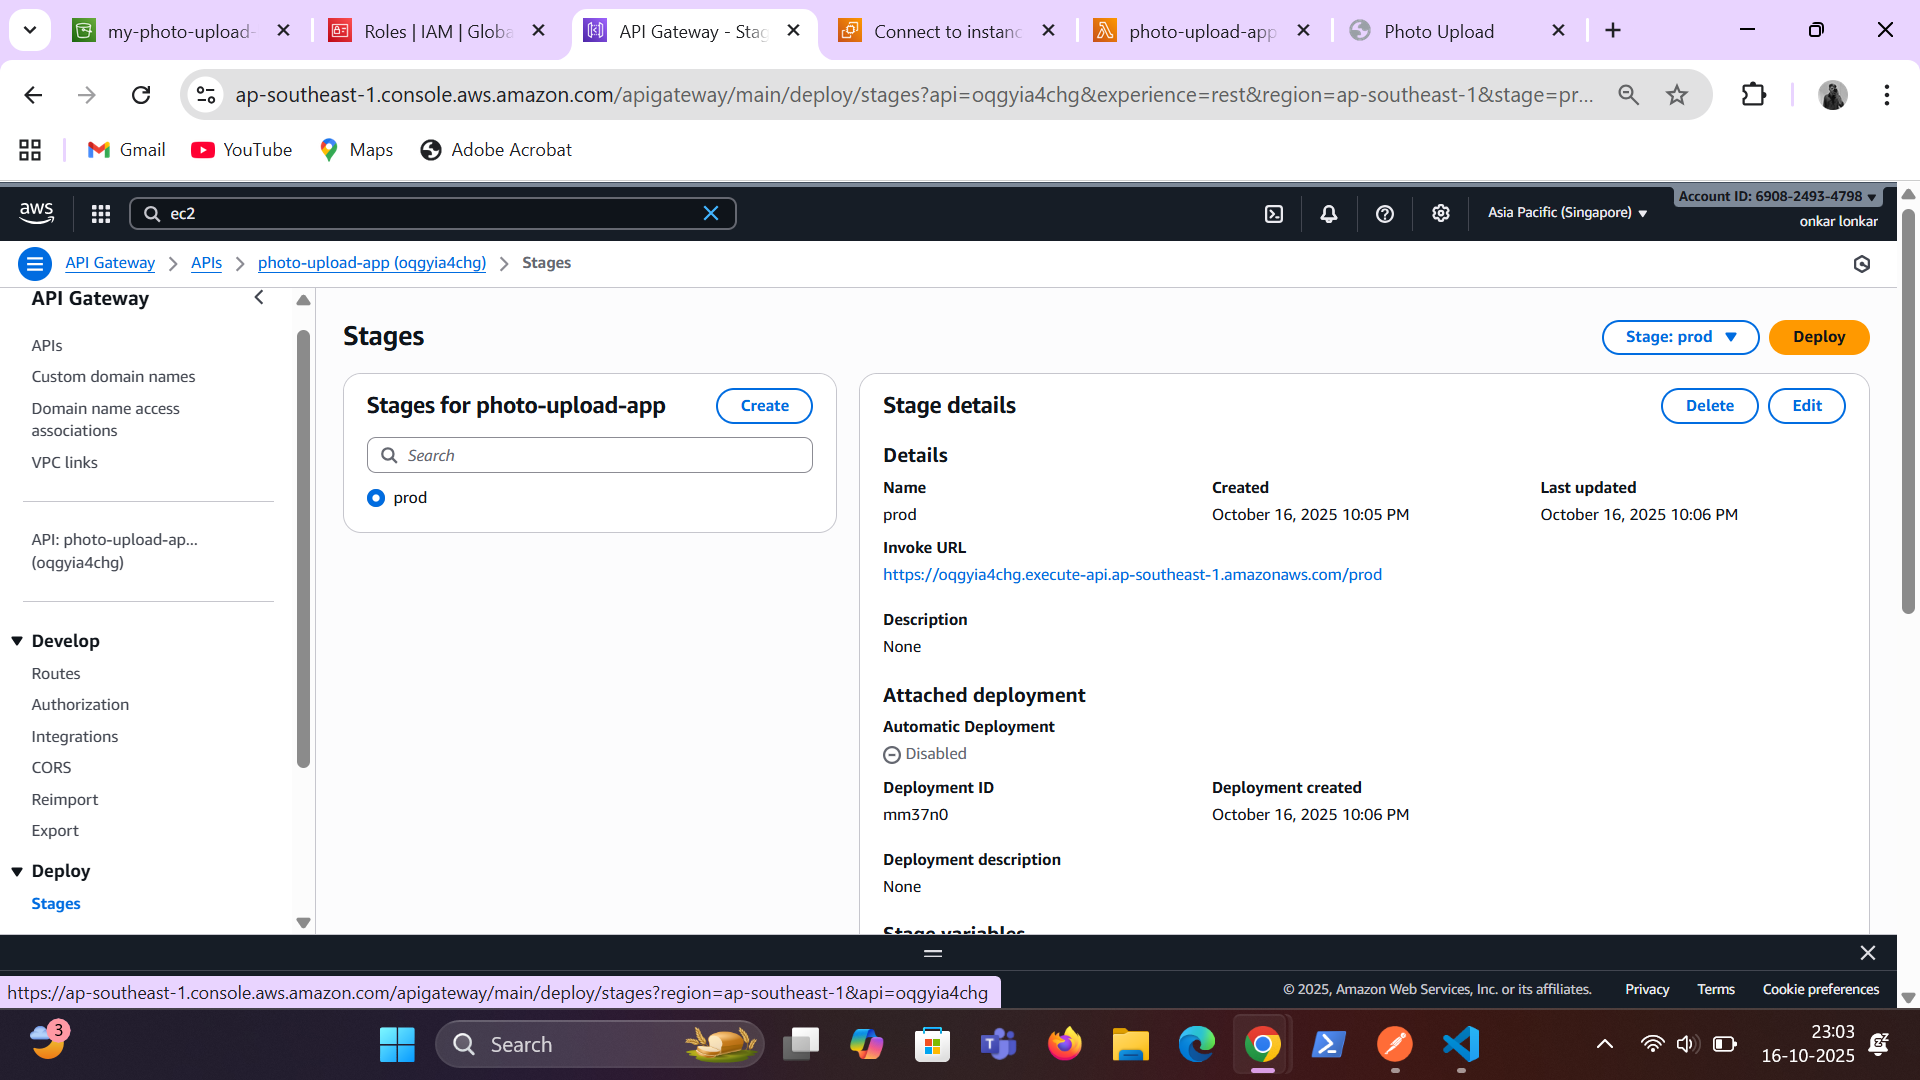 my-photo-upload-
Roles | IAM | Globa
API Gateway - Stag
Connect to instanc
photo-upload-app
Photo Upload
ap-southeast-1.console.aws.amazon.com/apigateway/main/deploy/stages?api=oqgyia4chg&experience=rest&region=ap-southeast-1&stage=pr...
Gmail
YouTube
Maps
Adobe Acrobat
aws
ec2
Asia Pacific (Singapore)
Account ID: 6908-2493-4798
onkar lonkar
API Gateway
APIs
photo-upload-app (oqgyia4chg)
Stages
API Gateway
APIs
Custom domain names
Domain name access
associations
VPC links
API: photo-upload-ap...
(oqgyia4chg)
Develop
Routes
Authorization
Integrations
CORS
Reimport
Export
Deploy
Stages
Stages
Stage: prod
Deploy
Stages for photo-upload-app
Create
Search
prod
Stage details
Delete
Edit
Details
Name
prod
Created
October 16, 2025 10:05 PM
Last updated
October 16, 2025 10:06 PM
Invoke URL
https://oqgyia4chg.execute-api.ap-southeast-1.amazonaws.com/prod
Description
None
Attached deployment
Automatic Deployment
Disabled
Deployment ID
mm37n0
Deployment created
October 16, 2025 10:06 PM
Deployment description
None
Stage variables
https://ap-southeast-1.console.aws.amazon.com/apigateway/main/deploy/stages?region=ap-southeast-1&api=oqgyia4chg
© 2025, Amazon Web Services, Inc. or its affiliates.
Privacy
Terms
Cookie preferences
3
Search
23:03
16-10-2025